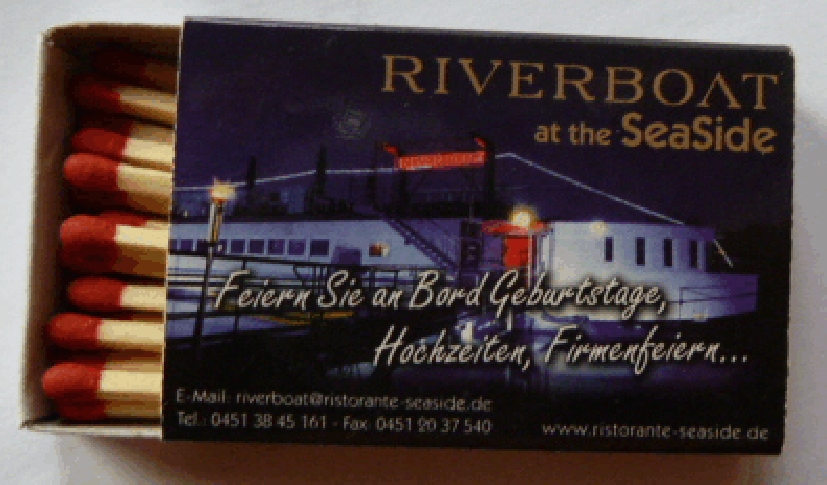 RIVERBOAT
at the SeaSide
RIVERBOAT
Feiern Sie an Bord Geburtstage,
Hochzeiten, Firmenfeiern...
E-Mail: riverboat@ristorante-seaside.de
Tel.: 0451 38 45 161 - Fax 0451 20 37 540
www.ristorante-seaside.de